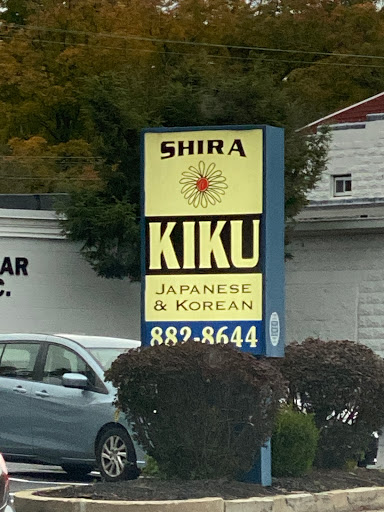 SHIRA
KIKU
JAPANESE
& KOREAN
882-8644
AR
C.